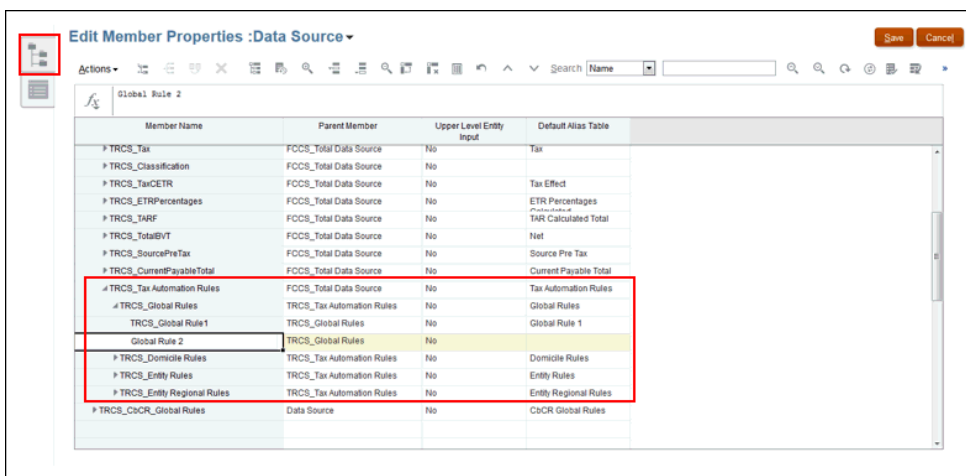 Edit Member Properties :Data Source
Save Cancel
Actions Search Name
Global Rule 2
Member Name Parent Member Upper Level Entity Input Default Alias Table
TRCS_Tax FCCS_Total Data Source No Tax
TRCS_Classification FCCS_Total Data Source No
TRCS_TaxCETR FCCS_Total Data Source No Tax Effect
TRCS_ETRPercentages FCCS_Total Data Source No ETR Percentages
TRCS_TARF FCCS_Total Data Source No TAR Calculated Total
TRCS_TotalBVT FCCS_Total Data Source No Net
TRCS_SourcePreTax FCCS_Total Data Source No Source Pre Tax
TRCS_CurrentPayableTotal FCCS_Total Data Source No Current Payable Total
TRCS_Tax Automation Rules FCCS_Total Data Source No Tax Automation Rules
TRCS_Global Rules TRCS_Tax Automation Rules No Global Rules
TRCS_Global Rule1 TRCS_Global Rules No Global Rule 1
Global Rule 2 TRCS_Global Rules No
TRCS_Domicile Rules TRCS_Tax Automation Rules No Domicile Rules
TRCS_Entity Rules TRCS_Tax Automation Rules No Entity Rules
TRCS_Entity Regional Rules TRCS_Tax Automation Rules No Entity Regional Rules
TRCS_CbCR_Global Rules Data Source No CbCR Global Rules